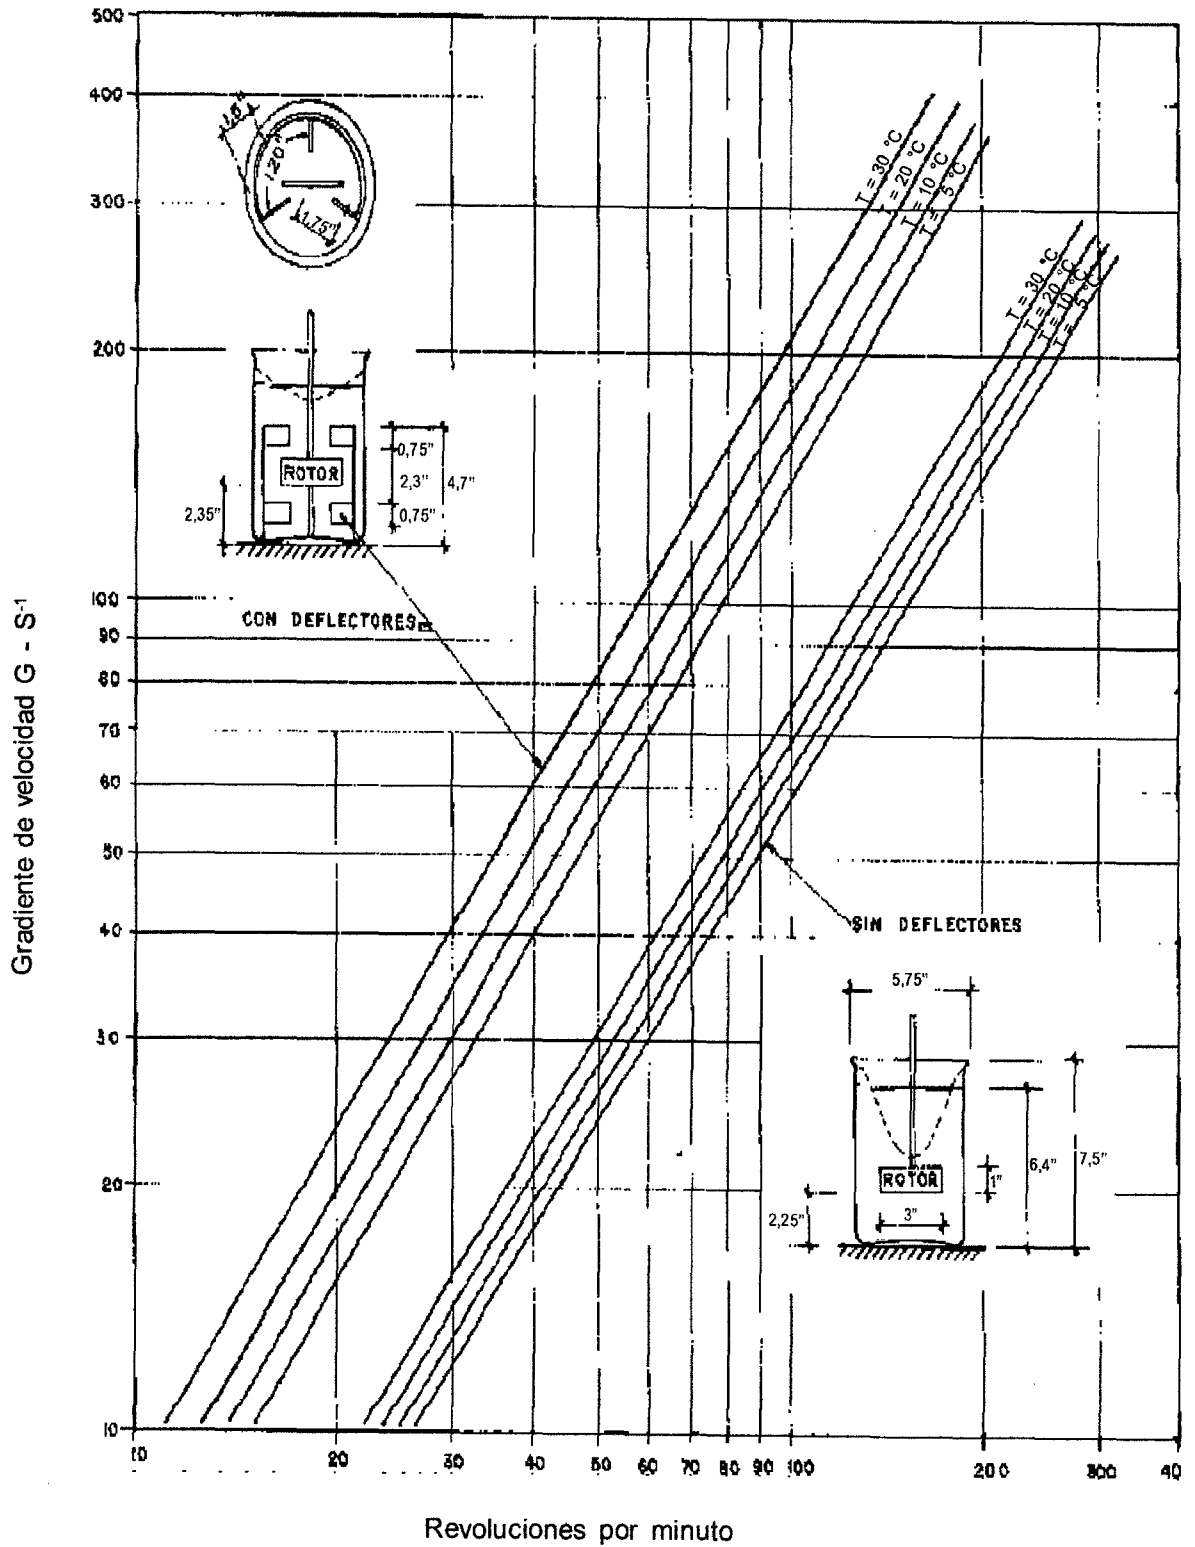 500
400
300
200
100
90
80
70
60
50
40
30
20
10
Gradiente de velocidad G - S-1
1,5"
120°
1,75"
T = 30 °C
T = 20 °C
T = 10 °C
T = 5 °C
T = 30 °C
T = 20 °C
T = 10 °C
T = 5 °C
ROTOR
0,75"
2,3"
4,7"
0,75"
2,35"
CON DEFLECTORES
SIN DEFLECTORES
5,75"
ROTOR
1"
6,4"
7,5"
2,25"
3"
10
20
30
40
50
60
70
80
90
100
200
300
40
Revoluciones por minuto